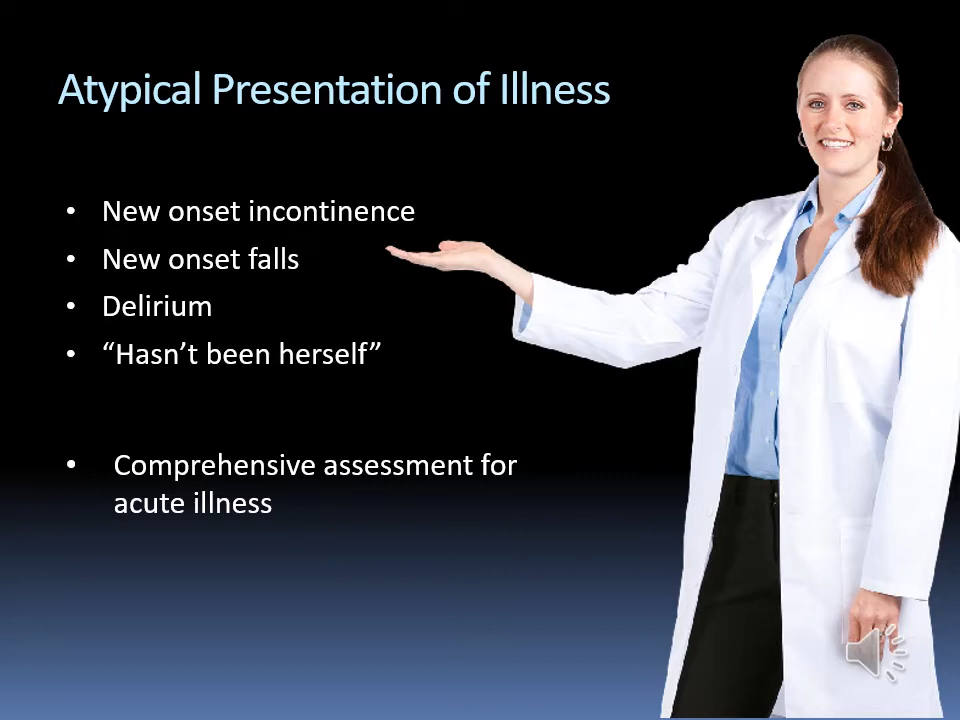 Atypical Presentation of Illness
• New onset incontinence
• New onset falls
• Delirium
• “Hasn’t been herself”
• Comprehensive assessment for
acute illness